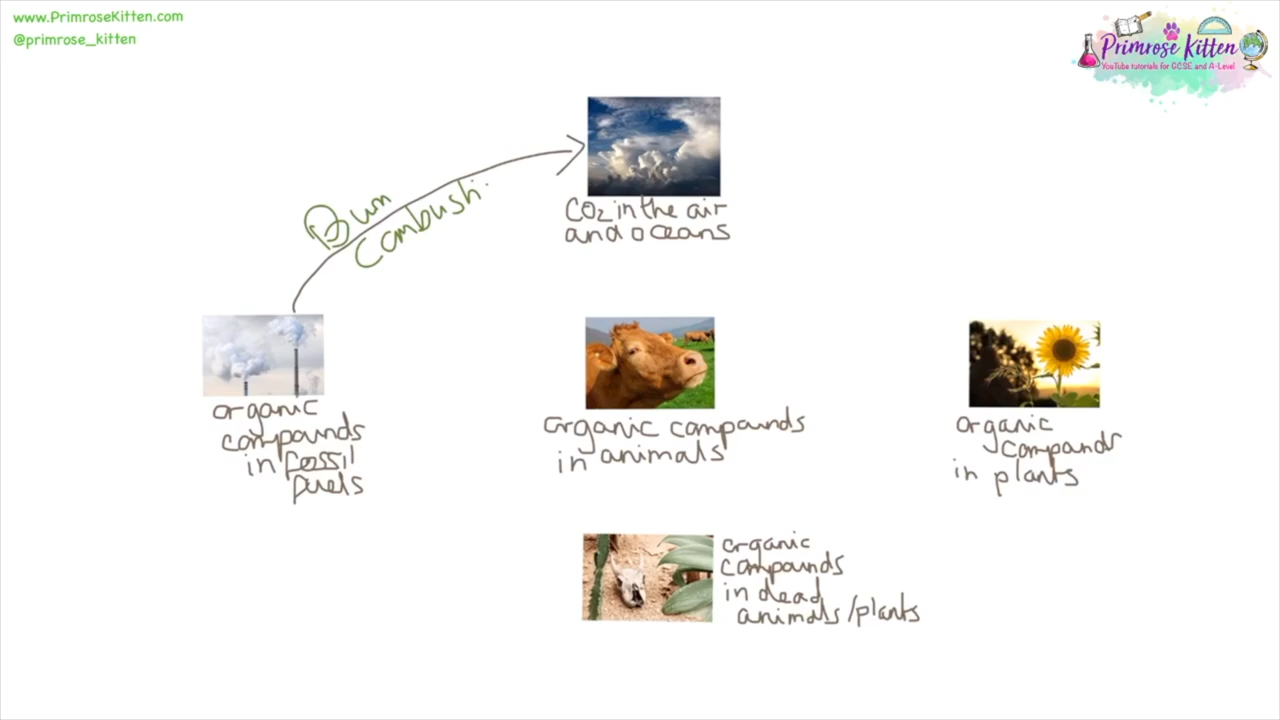 www.PrimroseKitten.com
@primrose_kitten
Primrose Kitten
YouTube tutorials for GCSE and A-Level
Burn
Combusti
CO₂ in the air
and oceans
organic
compounds
in fossil
fuels
organic compounds
in animals
organic
compounds
in plants
organic
compounds
in dead
animals/plants